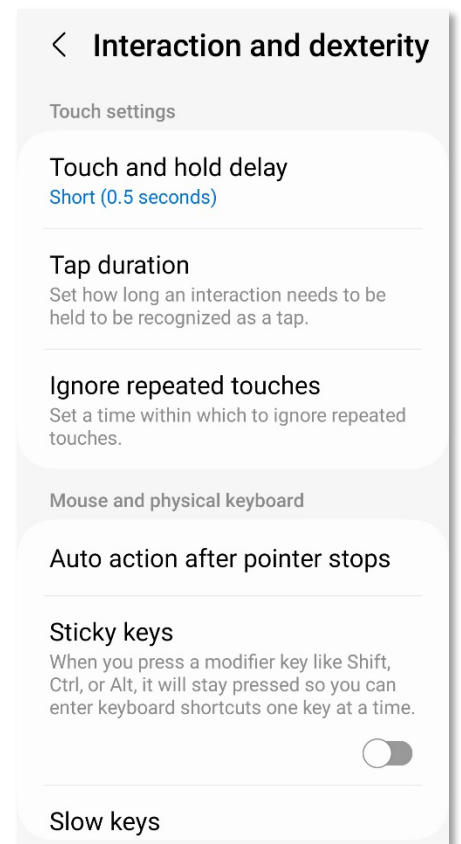 Interaction and dexterity
Touch settings
Touch and hold delay
Short (0.5 seconds)
Tap duration
Set how long an interaction needs to be
held to be recognized as a tap.
Ignore repeated touches
Set a time within which to ignore repeated
touches.
Mouse and physical keyboard
Auto action after pointer stops
Sticky keys
When you press a modifier key like Shift,
Ctrl, or Alt, it will stay pressed so you can
enter keyboard shortcuts one key at a time.
Slow keys